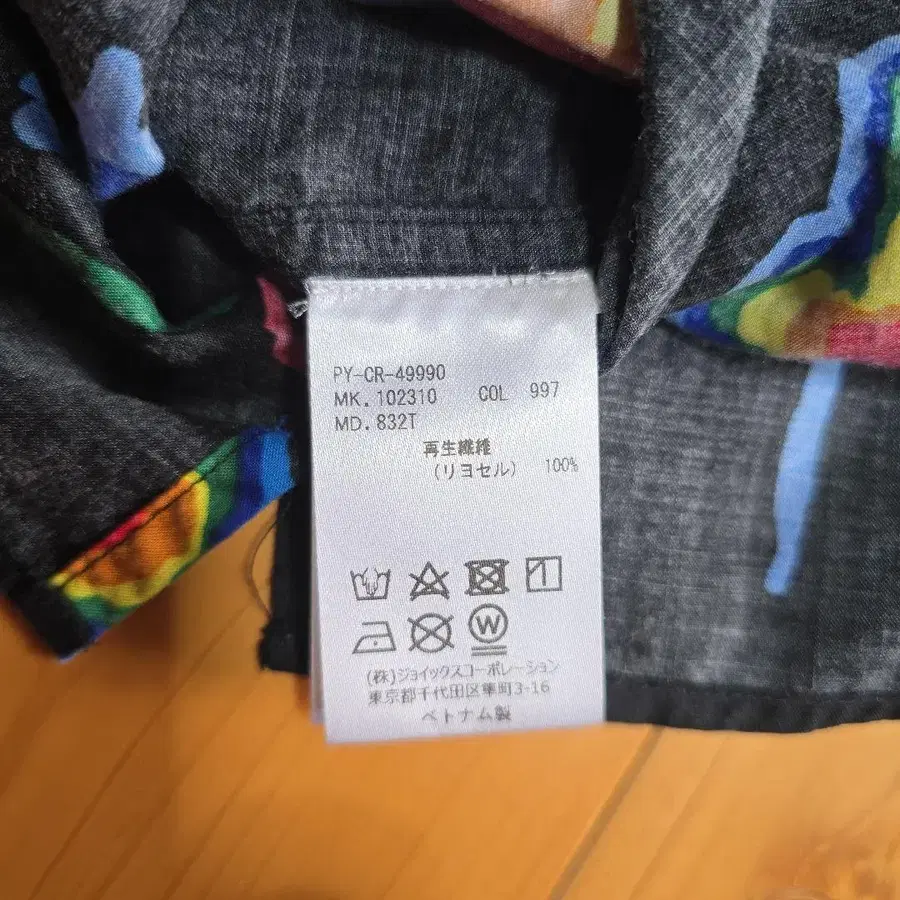 PY-CR-49990
MK. 102310 COL 997
MD. 832T
再生繊維
(リヨセル) 100%
W
(株)ジョイックスコーポレーション
東京都千代田区隼町3-16
ベトナム製